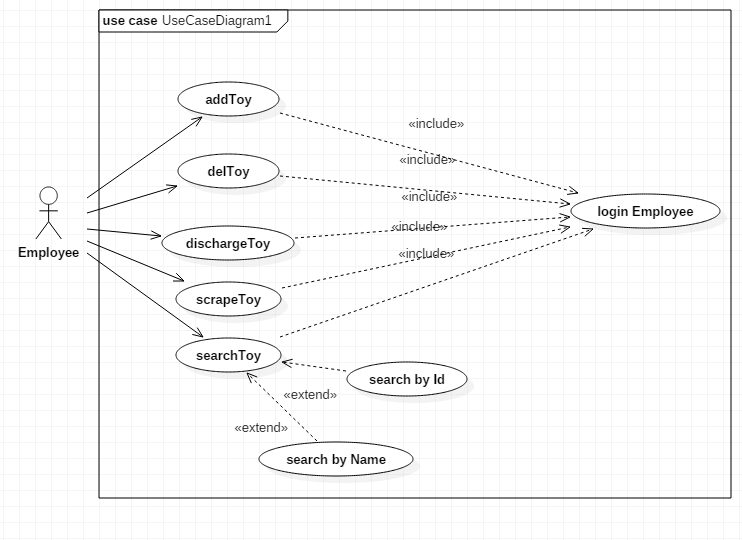 use case UseCaseDiagram1
addToy
«include»
«include»
delToy
«include»
login Employee
«include»
dischargeToy
Employee
«include»
scrapeToy
searchToy
search by Id
«extend»
«extend»
search by Name